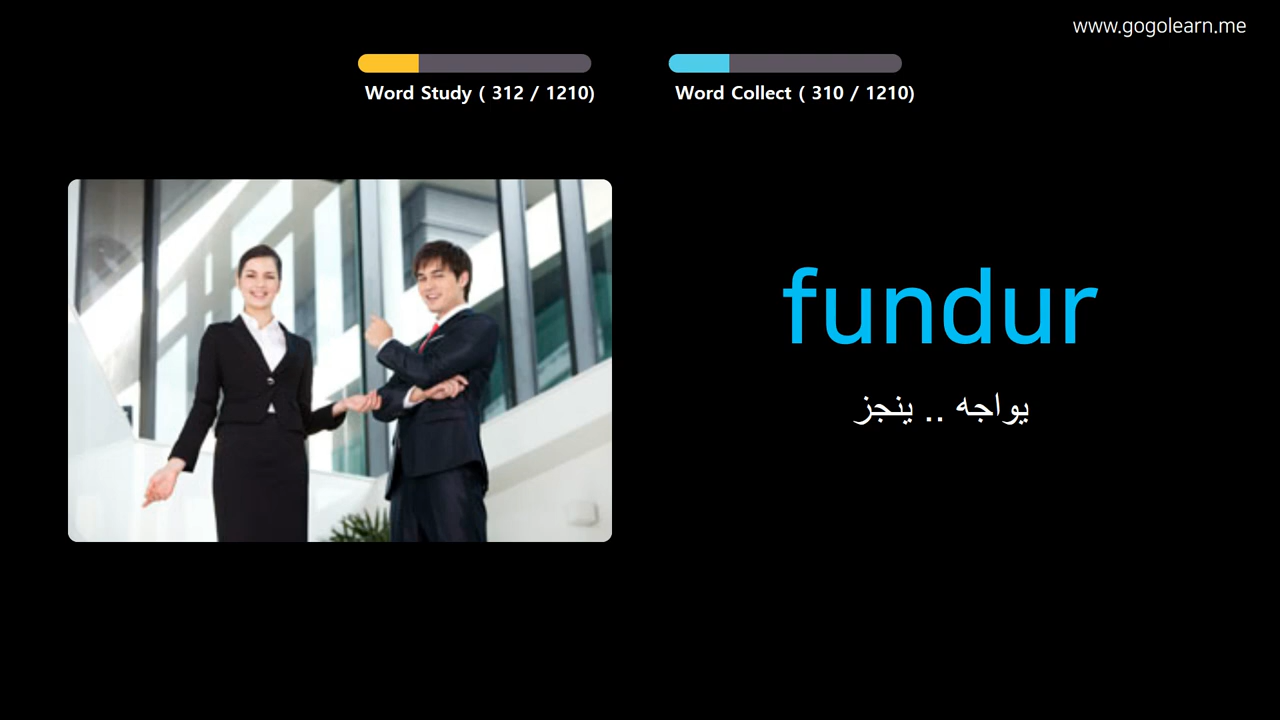 www.gogolearn.me
Word Study ( 312 / 1210)
Word Collect ( 310 / 1210)
fundur
يواجه .. ينجز